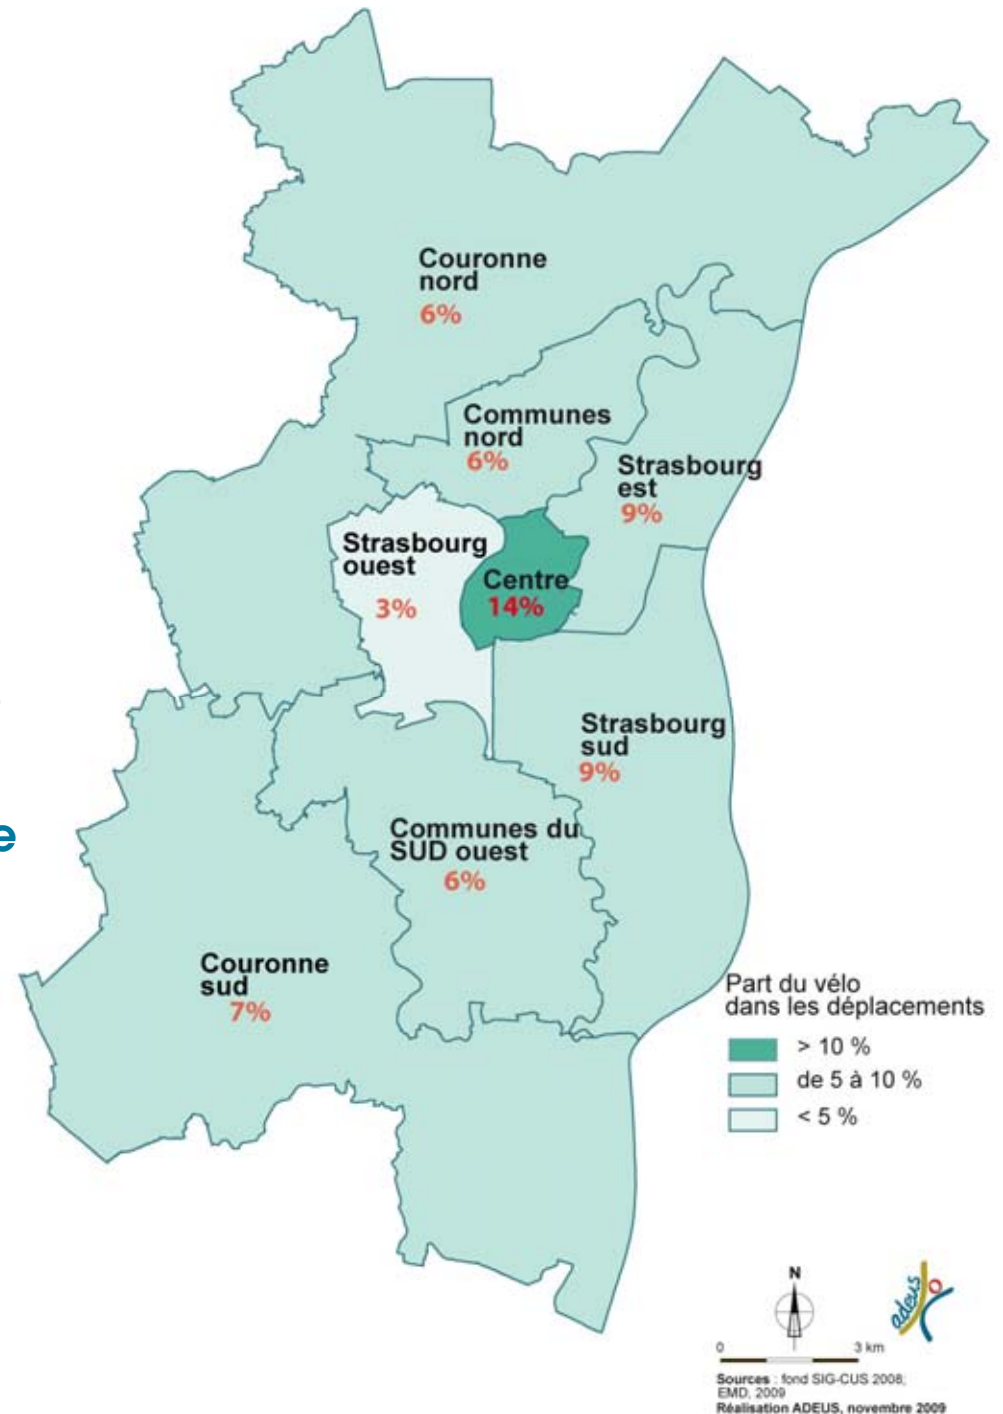 Couronne
nord
6%
Communes
nord
6%
Strasbourg
est
9%
Strasbourg
ouest
3%
Centre
14%
Strasbourg
sud
9%
e
Communes du
SUD ouest
6%
Couronne
sud
7%
Part du vélo
dans les déplacements
> 10 %
de 5 à 10 %
< 5 %
N
adeus
0 3 km
Sources : fond SIG-CUS 2008;
EMD, 2009
Réalisation ADEUS, novembre 2009